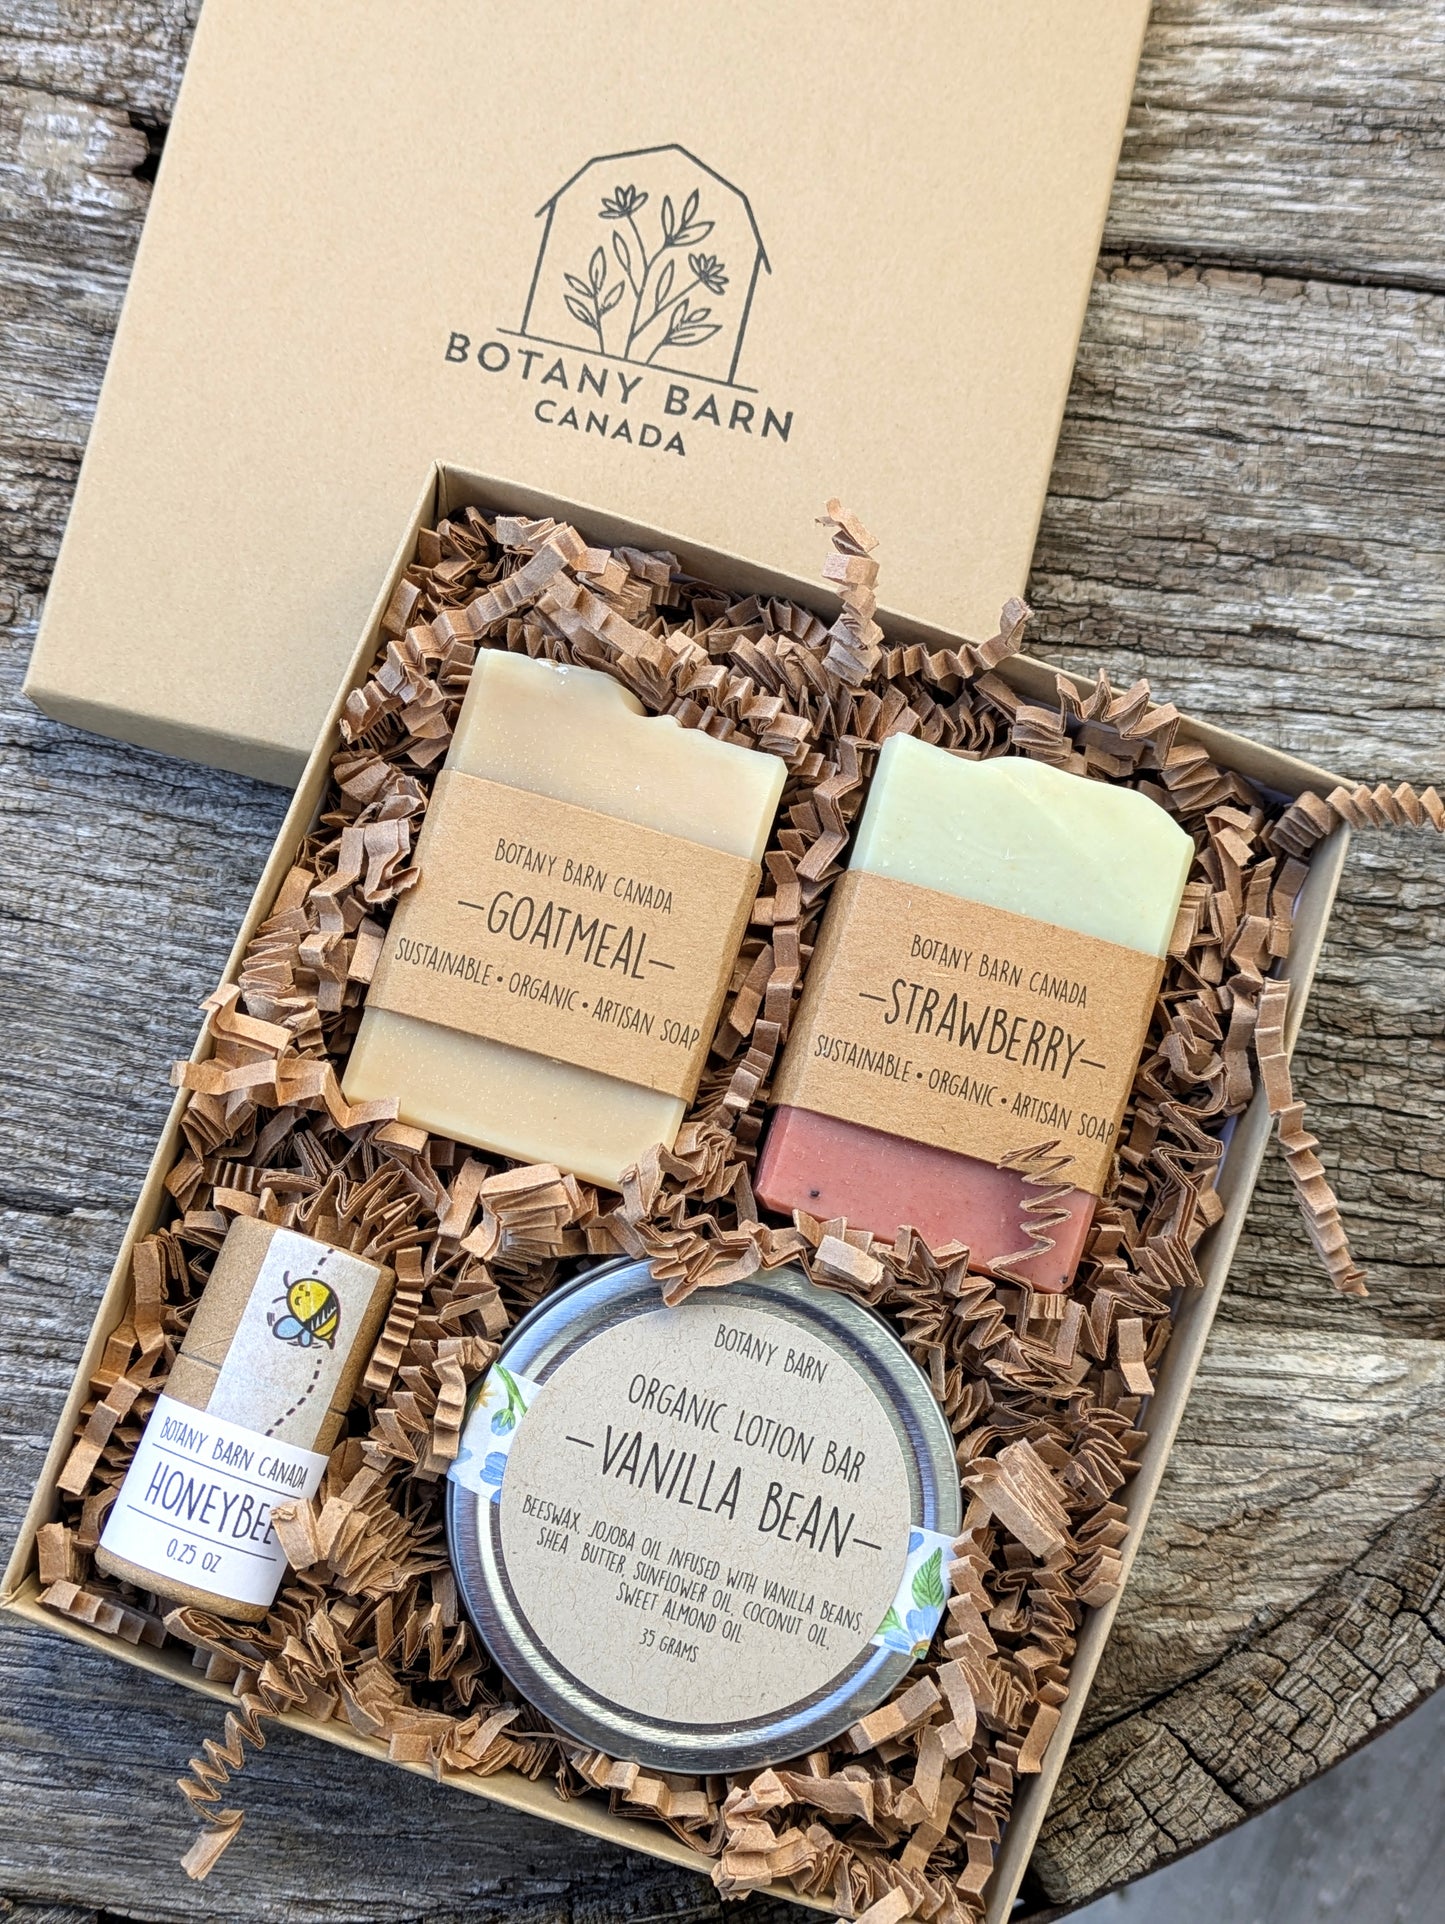 BOTANY BARN
CANADA
BOTANY BARN CANADA
–GOATMEAL–
SUSTAINABLE • ORGANIC • ARTISAN SOAP
BOTANY BARN CANADA
–STRAWBERRY–
SUSTAINABLE • ORGANIC • ARTISAN SOAP
BOTANY BARN CANADA
HONEYBEE
0.25 OZ
BOTANY BARN
ORGANIC LOTION BAR
–VANILLA BEAN–
BEESWAX, JOJOBA OIL INFUSED WITH VANILLA BEANS,
SHEA BUTTER, SUNFLOWER OIL, COCONUT OIL,
SWEET ALMOND OIL
35 GRAMS